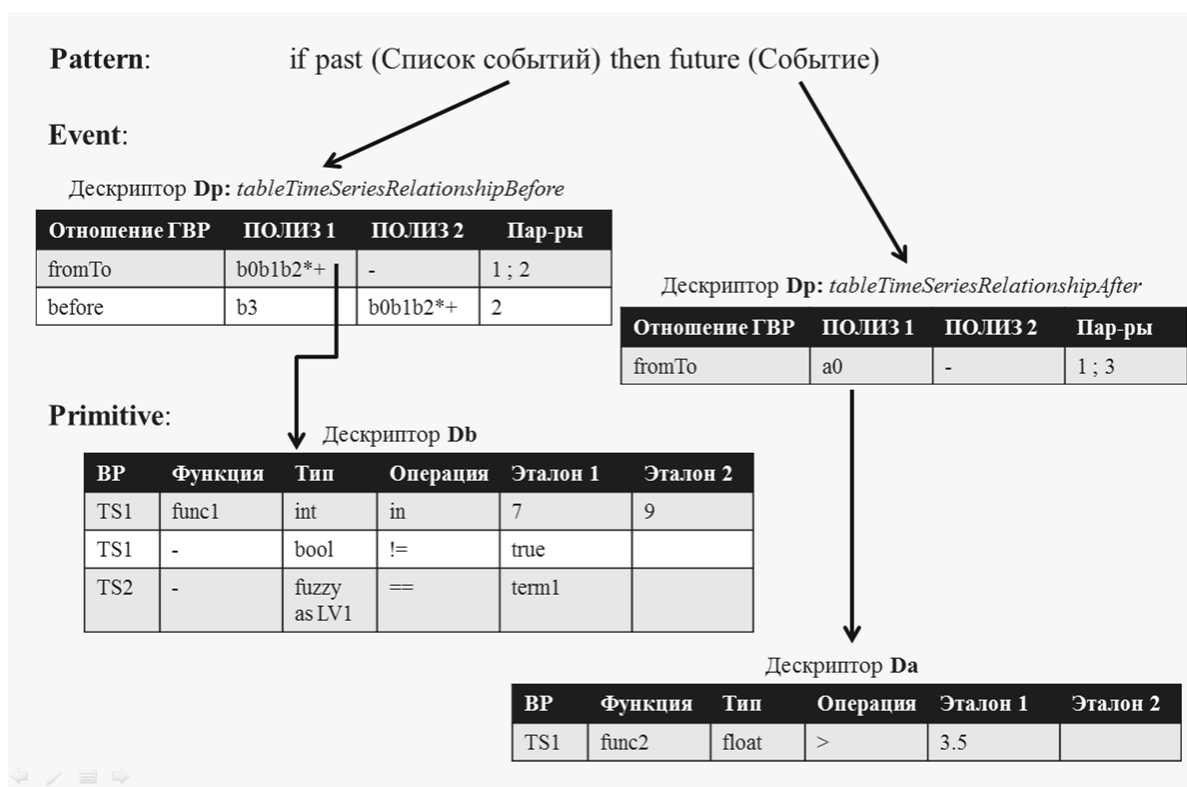 Pattern: if past (Список событий) then future (Событие)
Event:
Дескриптор Dp: tableTimeSeriesRelationshipBefore
Отношение ГВР ПОЛИЗ 1 ПОЛИЗ 2 Пар-ры
fromTo b0b1b2*+ - 1 ; 2
before b3 b0b1b2*+ 2
Дескриптор Dp: tableTimeSeriesRelationshipAfter
Отношение ГВР ПОЛИЗ 1 ПОЛИЗ 2 Пар-ры
fromTo a0 - 1 ; 3
Primitive:
Дескриптор Db
ВР Функция Тип Операция Эталон 1 Эталон 2
TS1 func1 int in 7 9
TS1 - bool != true
TS2 - fuzzy == term1
as LV1
Дескриптор Da
ВР Функция Тип Операция Эталон 1 Эталон 2
TS1 func2 float > 3.5